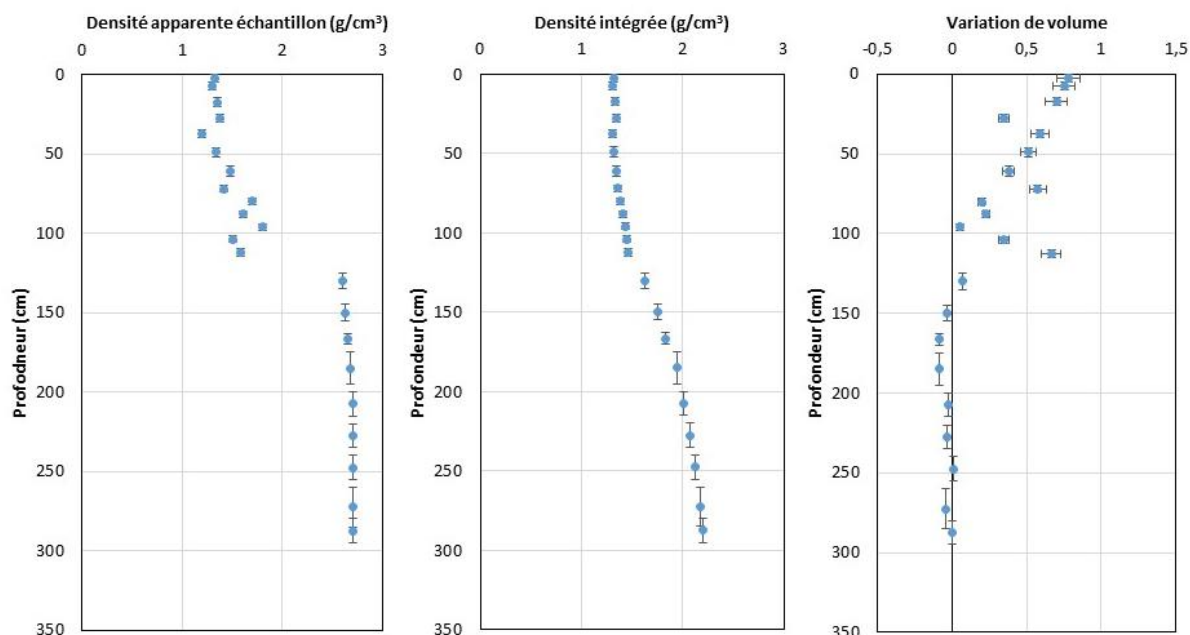 Densité apparente échantillon (g/cm³)
0 1 2 3
0
50
100
150
200
250
300
350
Profodneur (cm)
Densité intégrée (g/cm³)
0 1 2 3
0
50
100
150
200
250
300
350
Profondeur (cm)
Variation de volume
-0,5 0 0,5 1 1,5
0
50
100
150
200
250
300
350
Profondeur (cm)